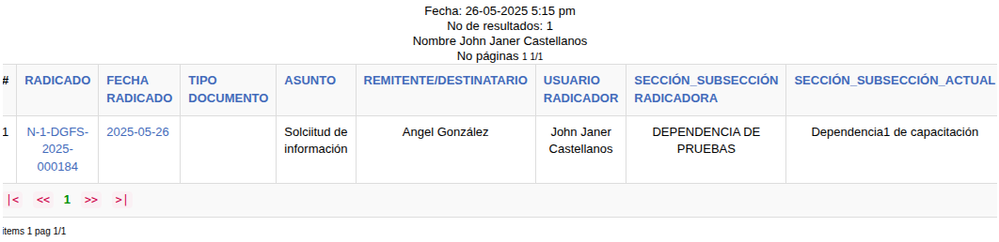 Fecha: 26-05-2025 5:15 pm
No de resultados: 1
Nombre John Janer Castellanos
No páginas 1 1/1
# RADICADO FECHA RADICADO TIPO DOCUMENTO ASUNTO REMITENTE/DESTINATARIO USUARIO RADICADOR SECCIÓN_SUBSECCIÓN RADICADORA SECCIÓN_SUBSECCIÓN_ACTUAL
1 N-1-DGFS-2025-000184 2025-05-26 Solciitud de información Angel González John Janer Castellanos DEPENDENCIA DE PRUEBAS Dependencia1 de capacitación
|< << 1 >> >|
items 1 pag 1/1